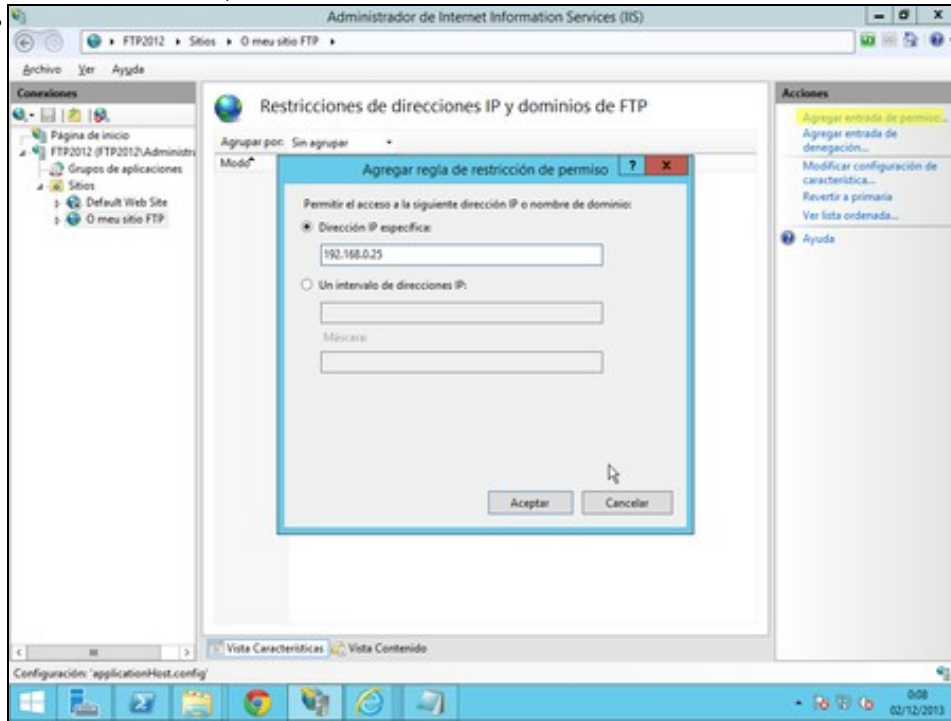 Administrador de Internet Information Services (IIS)
FTP2012 Sitios O meu sitio FTP
Archivo Ver Ayuda
Conexiones
Página de inicio
FTP2012 (FTP2012\Administr
Grupos de aplicaciones
Sitios
Default Web Site
O meu sitio FTP
Restricciones de direcciones IP y dominios de FTP
Agrupar por: Sin agrupar
Modo
Agregar regla de restricción de permiso ? X
Permitir el acceso a la siguiente dirección IP o nombre de dominio:
Dirección IP específica:
192.168.0.25
Un intervalo de direcciones IP:
Máscara:
Aceptar Cancelar
Vista Características Vista Contenido
Acciones
Agregar entrada de permiso...
Agregar entrada de
denegación...
Modificar configuración de
característica...
Revertir a primaria
Ver lista ordenada...
Ayuda
Configuración: 'applicationHost.config'
0:08
02/12/2013